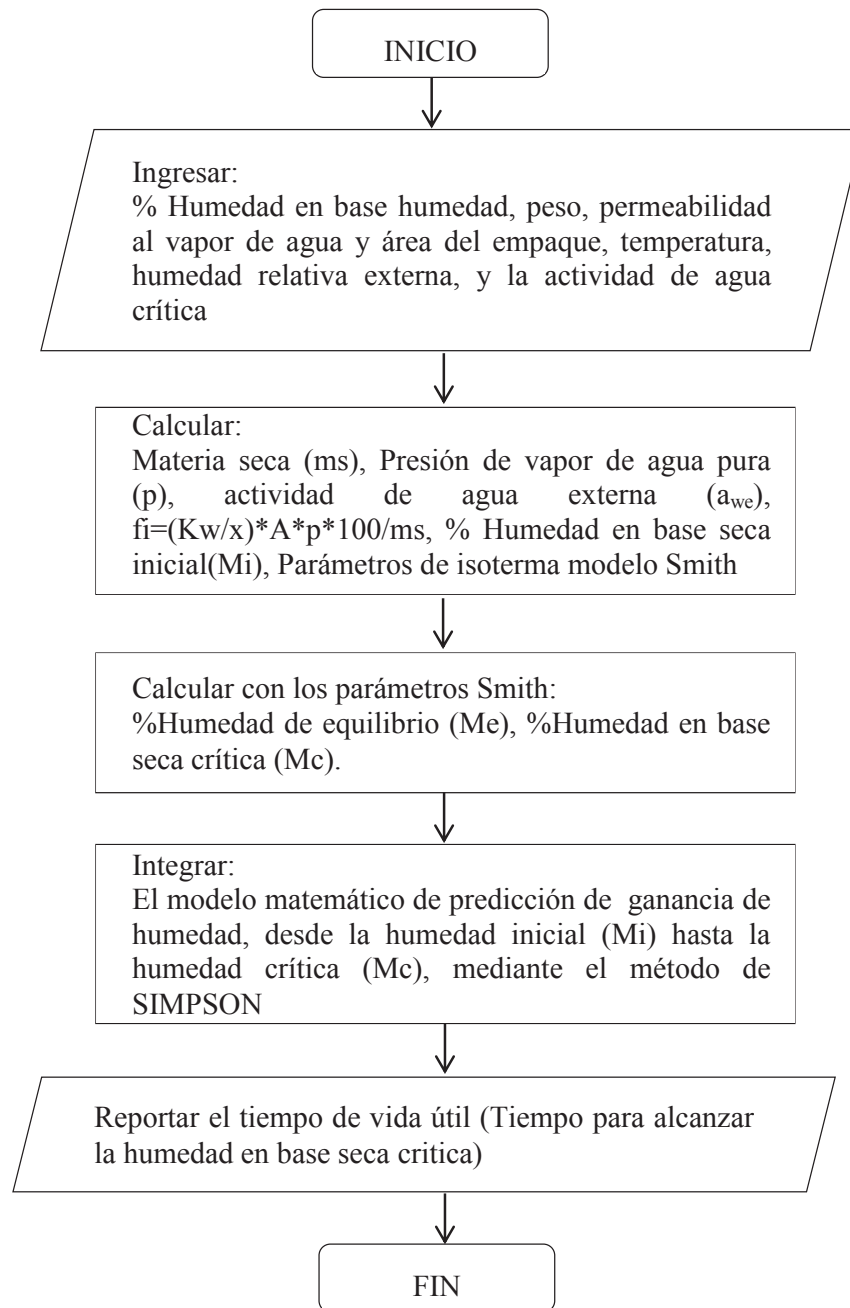 INICIO
Ingresar:
% Humedad en base humedad, peso, permeabilidad
al vapor de agua y área del empaque, temperatura,
humedad relativa externa, y la actividad de agua
crítica
Calcular:
Materia seca (ms), Presión de vapor de agua pura
(p), actividad de agua externa (awe),
fi=(Kw/x)*A*p*100/ms, % Humedad en base seca
inicial(Mi), Parámetros de isoterma modelo Smith
Calcular con los parámetros Smith:
%Humedad de equilibrio (Me), %Humedad en base
seca crítica (Mc).
Integrar:
El modelo matemático de predicción de ganancia de
humedad, desde la humedad inicial (Mi) hasta la
humedad crítica (Mc), mediante el método de
SIMPSON
Reportar el tiempo de vida útil (Tiempo para alcanzar
la humedad en base seca critica)
FIN